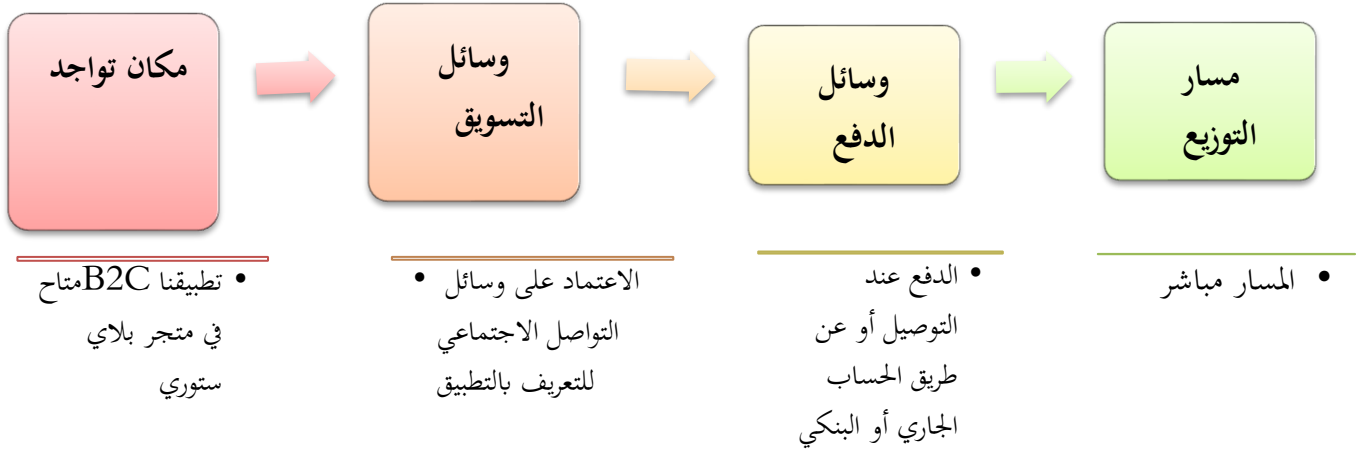 مكان تواجد
وسائل
التسويق
وسائل
الدفع
مسار
التوزيع
• تطبيقنا B2Cمتاح
في متجر بلاي
ستوري
• الاعتماد على وسائل
التواصل الاجتماعي
للتعريف بالتطبيق
• الدفع عند
التوصيل أو عن
طريق الحساب
الجاري أو البنكي
• المسار مباشر